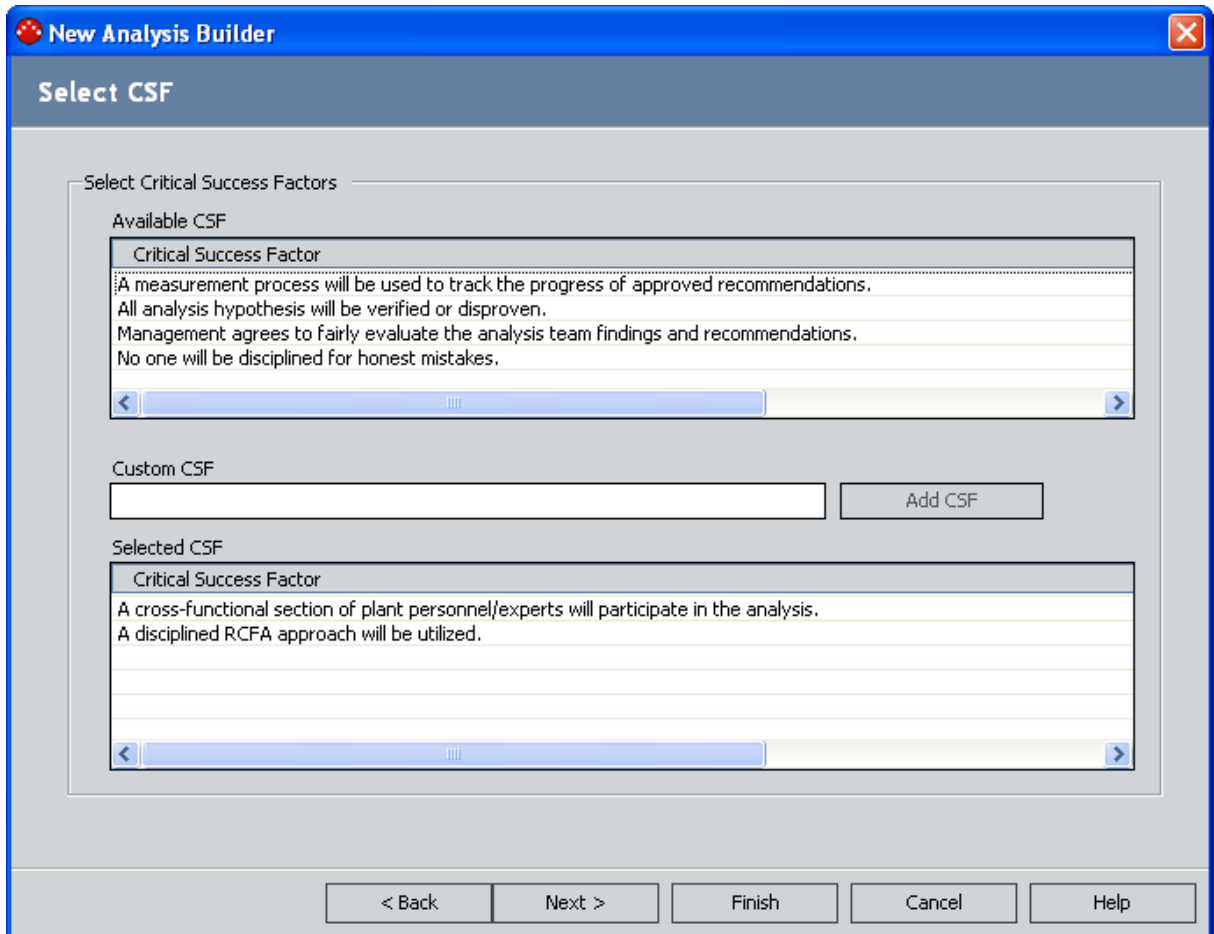 New Analysis Builder
Select CSF
Select Critical Success Factors
Available CSF
Critical Success Factor
A measurement process will be used to track the progress of approved recommendations.
All analysis hypothesis will be verified or disproven.
Management agrees to fairly evaluate the analysis team findings and recommendations.
No one will be disciplined for honest mistakes.
Custom CSF
Add CSF
Selected CSF
Critical Success Factor
A cross-functional section of plant personnel/experts will participate in the analysis.
A disciplined RCFA approach will be utilized.
< Back Next > Finish Cancel Help